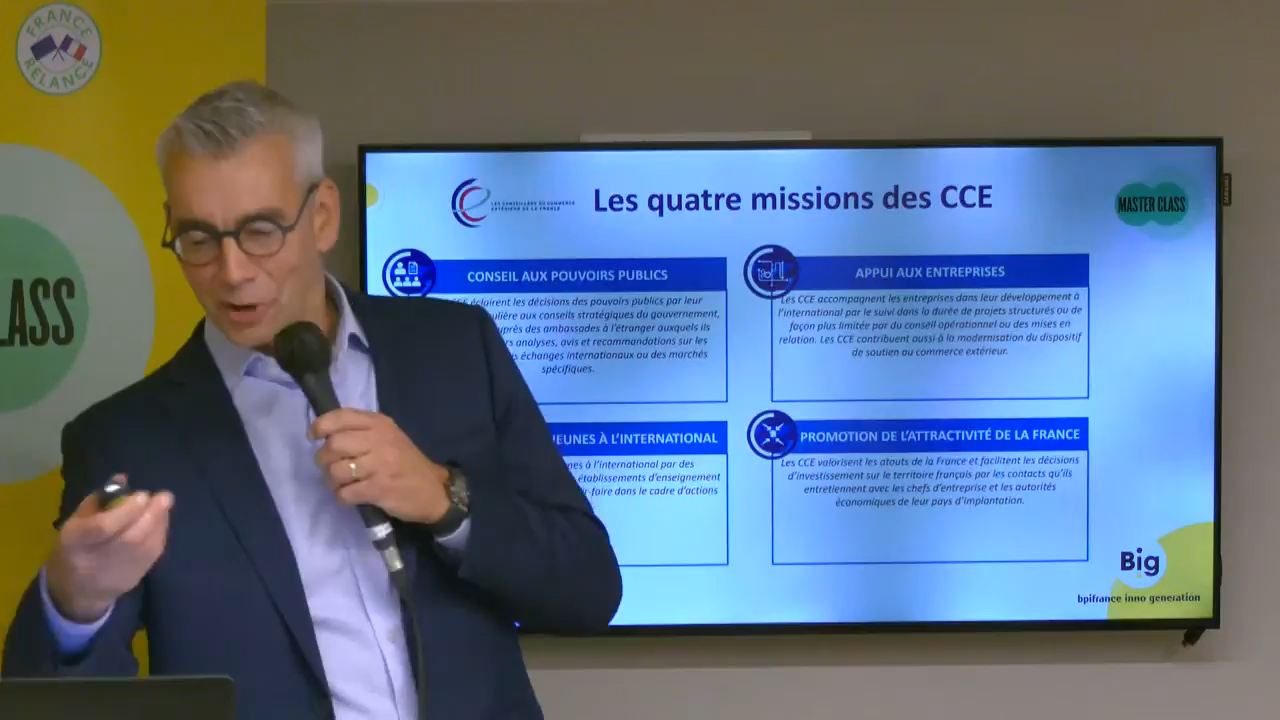 FRANCE
RELANCE
LASS
LES CONSEILLERS DU COMMERCE
EXTÉRIEUR DE LA FRANCE
Les quatre missions des CCE
MASTER CLASS
CONSEIL AUX POUVOIRS PUBLICS
CCE éclairent les décisions des pouvoirs publics par leur
aux conseils stratégiques du gouvernement,
auprès des ambassades à l'étranger auxquels ils
analyses, avis et recommandations sur les
échanges internationaux ou des marchés
spécifiques.
APPUI AUX ENTREPRISES
Les CCE accompagnent les entreprises dans leur développement à
l'international par le suivi dans la durée de projets structurés ou de
façon plus limitée par du conseil opérationnel ou des mises en
relation. Les CCE contribuent aussi à la modernisation du dispositif
de soutien au commerce extérieur.
JEUNES À L'INTERNATIONAL
à l'international par des
établissements d'enseignement
-faire dans le cadre d'actions
PROMOTION DE L'ATTRACTIVITÉ DE LA FRANCE
Les CCE valorisent les atouts de la France et facilitent les décisions
d'investissement sur le territoire français par les contacts qu'ils
entretiennent avec les chefs d'entreprise et les autorités
économiques de leur pays d'implantation.
Big
bpifrance inno generation